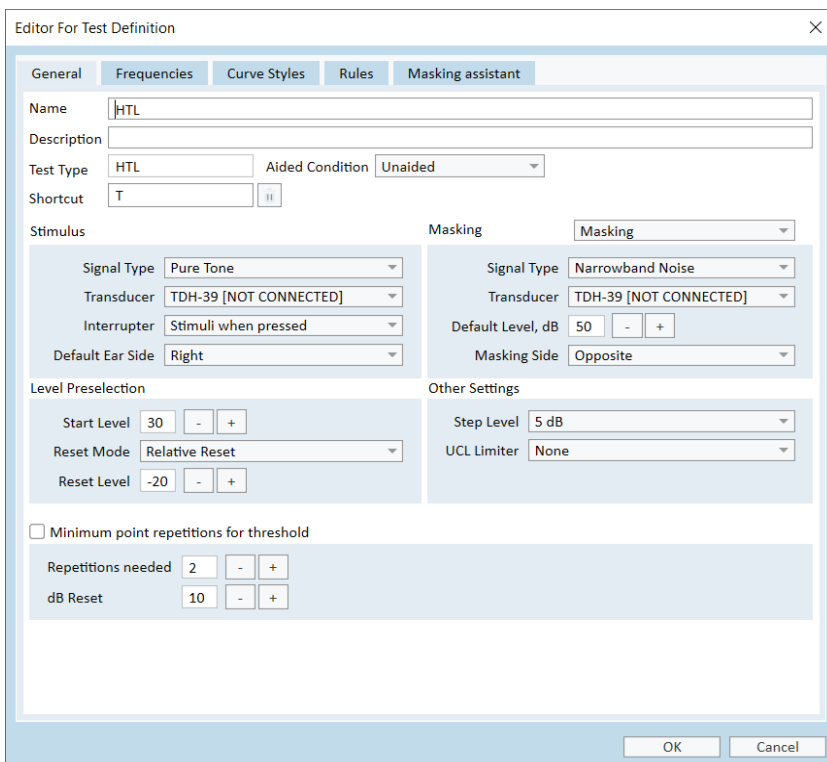 Editor For Test Definition
General Frequencies Curve Styles Rules Masking assistant
Name HTL
Description
Test Type HTL Aided Condition Unaided
Shortcut T
Stimulus Masking Masking
Signal Type Pure Tone Signal Type Narrowband Noise
Transducer TDH-39 [NOT CONNECTED] Transducer TDH-39 [NOT CONNECTED]
Interrupter Stimuli when pressed Default Level, dB 50 - +
Default Ear Side Right Masking Side Opposite
Level Preselection Other Settings
Start Level 30 - + Step Level 5 dB
Reset Mode Relative Reset UCL Limiter None
Reset Level -20 - +
Minimum point repetitions for threshold
Repetitions needed 2 - +
dB Reset 10 - +
OK Cancel